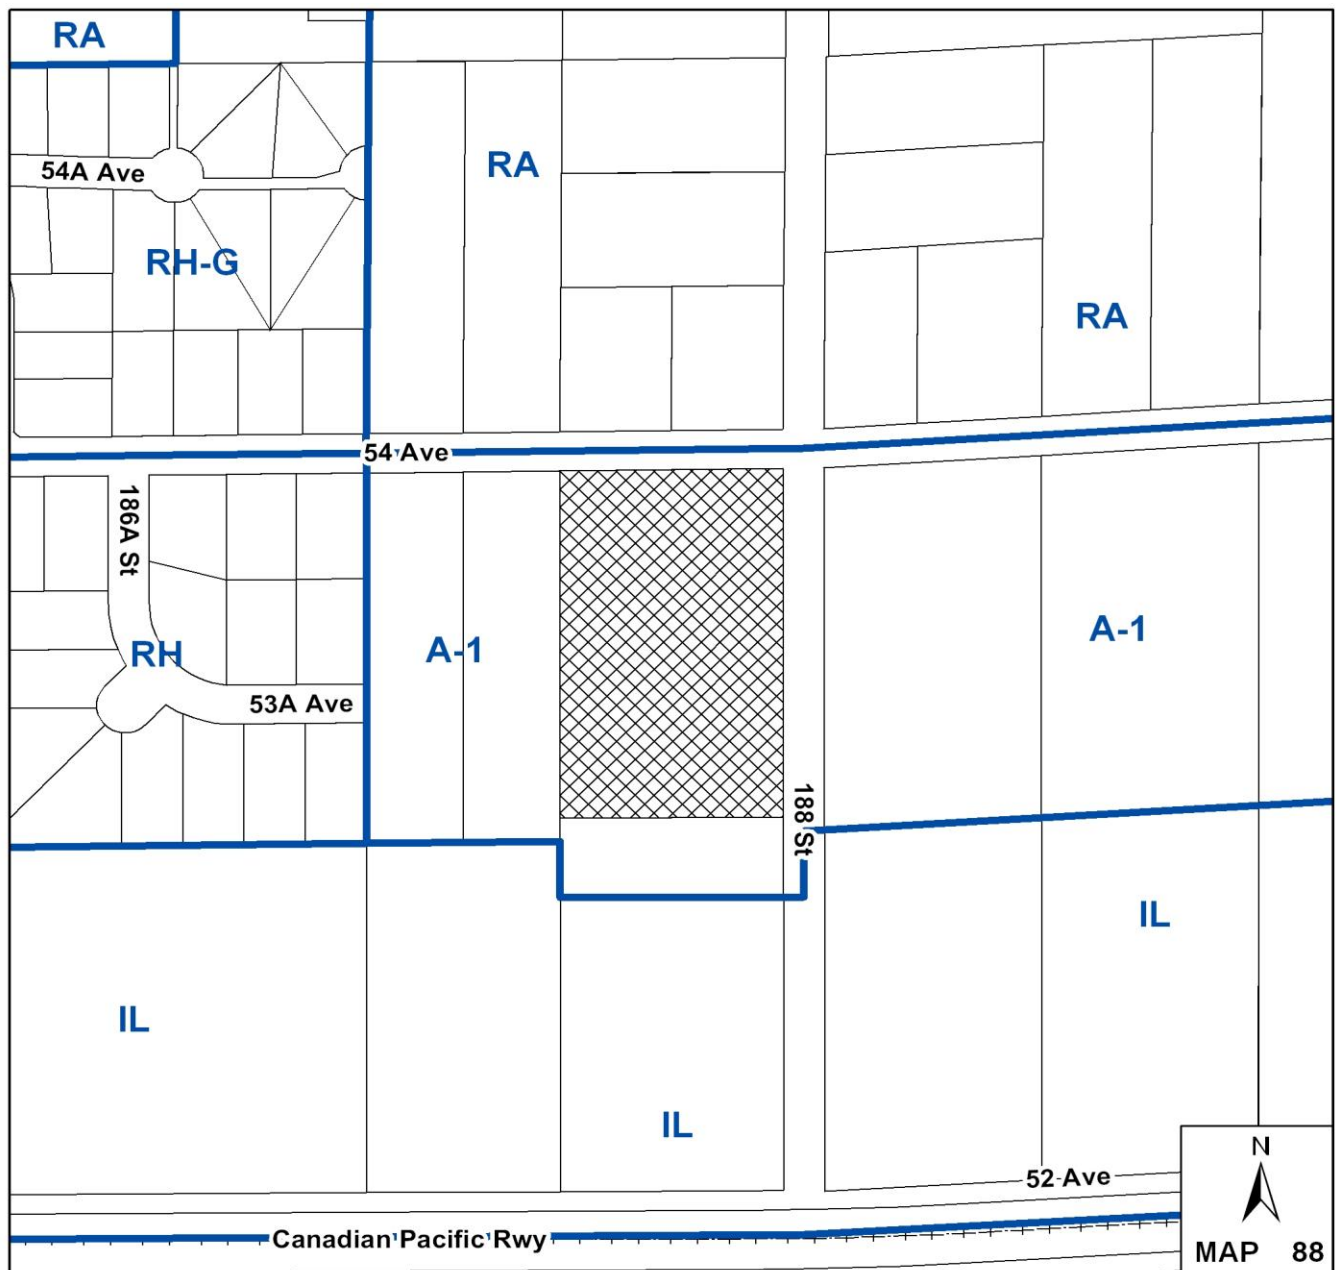 RA
54A Ave
RA
RH-G
RA
54 Ave
186A St
RH
A-1
A-1
53A Ave
188 St
IL
IL
IL
52 Ave
N
Canadian Pacific Rwy
MAP 88